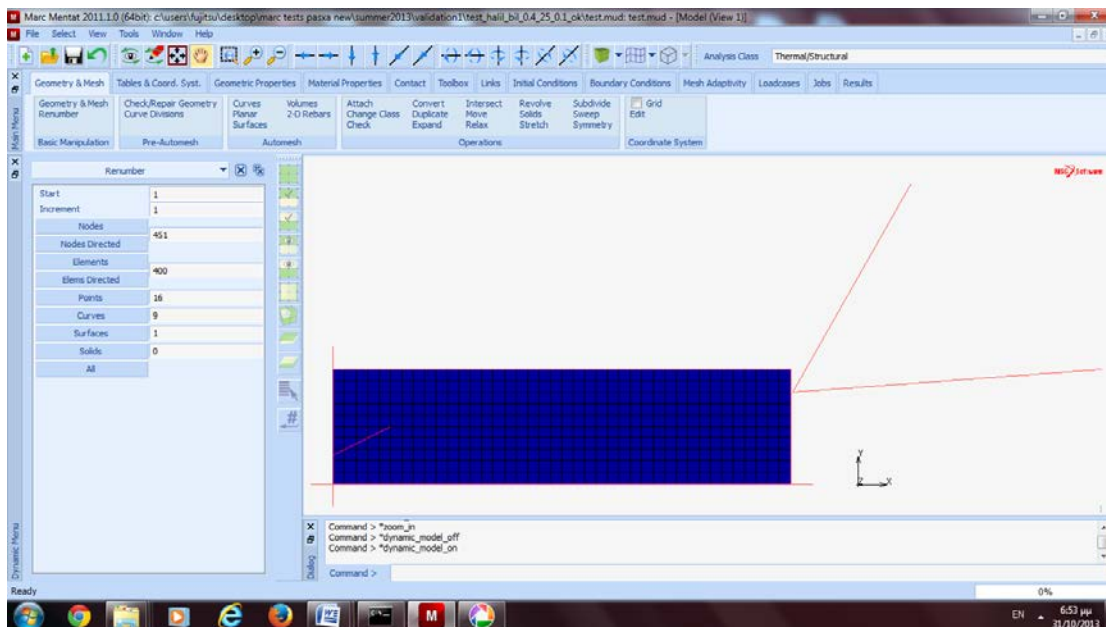 Marc Mentat 2011.1.0 (64bit): c:\users\fujitsu\desktop\marc tests pasxa new\summer2013\validation1\test_halil_bil_0.4_25_0.1_ok\test.mud: test.mud - [Model (View 1)]
File Select View Tools Window Help
Analysis Class Thermal/Structural
Geometry & Mesh Tables & Coord. Syst. Geometric Properties Material Properties Contact Toolbox Links Initial Conditions Boundary Conditions Mesh Adaptivity Loadcases Jobs Results
Main Menu
Geometry & Mesh
Renumber
Basic Manipulation
Check/Repair Geometry
Curve Divisions
Pre-Automesh
Curves Volumes
Planar 2-D Rebars
Surfaces
Automesh
Attach Convert Intersect Revolve Subdivide
Change Class Duplicate Move Solids Sweep
Check Expand Relax Stretch Symmetry
Operations
Grid
Edit
Coordinate System
Renumber
Start 1
Increment 1
Nodes
451
Nodes Directed
Elements
400
Elems Directed
Points 16
Curves 9
Surfaces 1
Solids 0
All
Dynamic Menu
MSC Software
Y
Z X
Dialog
Command > *zoom_in
Command > *dynamic_model_off
Command > *dynamic_model_on
Command >
Ready
0%
EN
6:53 μμ
31/10/2013